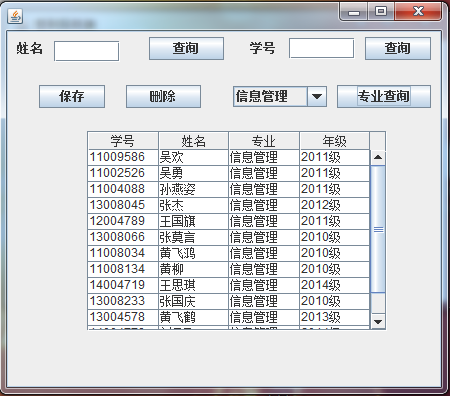 姓名 查询 学号 查询
保存 删除 信息管理 专业查询
学号 姓名 专业 年级
11009586 吴欢 信息管理 2011级
11002526 吴勇 信息管理 2011级
11004088 孙燕姿 信息管理 2011级
13008045 张杰 信息管理 2012级
12004789 王国旗 信息管理 2011级
13008066 张莫言 信息管理 2010级
11008034 黄飞鸿 信息管理 2010级
11008134 黄柳 信息管理 2010级
14004719 王思琪 信息管理 2014级
13008233 张国庆 信息管理 2010级
13004578 黄飞鹤 信息管理 2013级